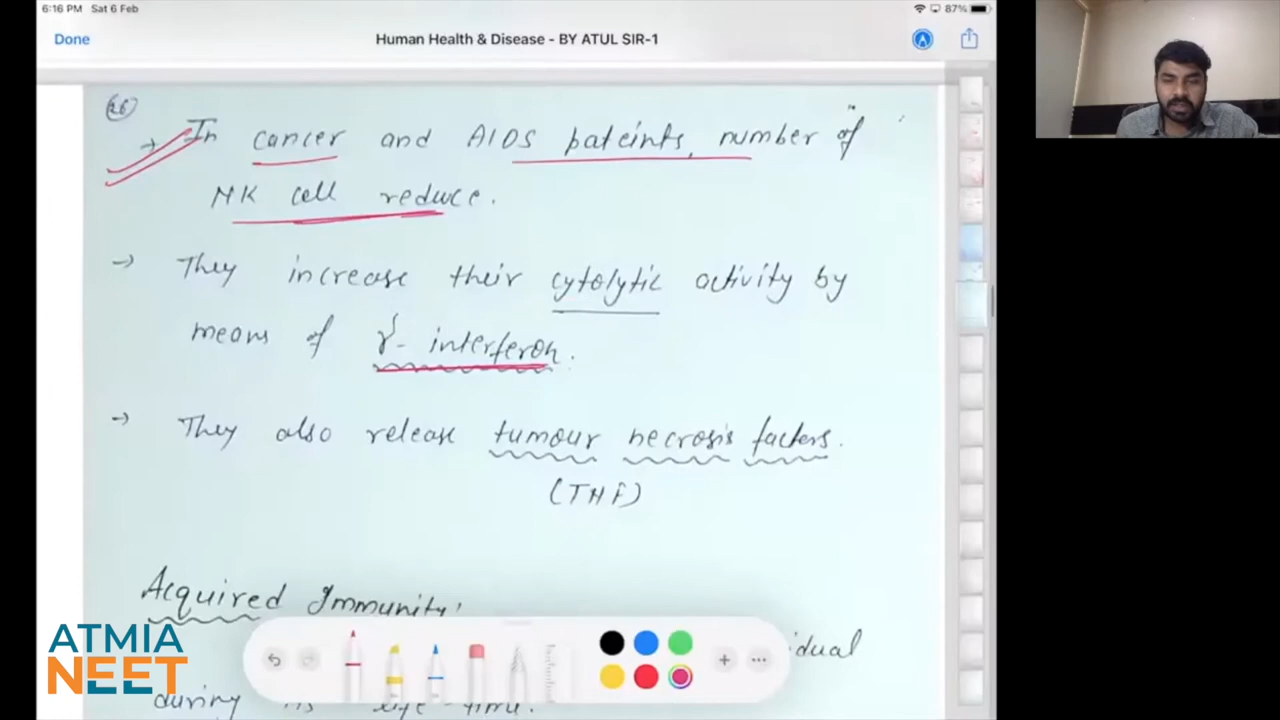 6:16 PM Sat 6 Feb
87%
Done
Human Health & Disease - BY ATUL SIR-1
26
→ In cancer and AIDS pateints, number of
NK cell reduce.
→ They increase their cytolytic activity by
means of γ- interferon.
→ They also release tumour necrosis factors.
(TNF)
Acquired Immunity:
idual
during its life-time.
ATMIA
NEET